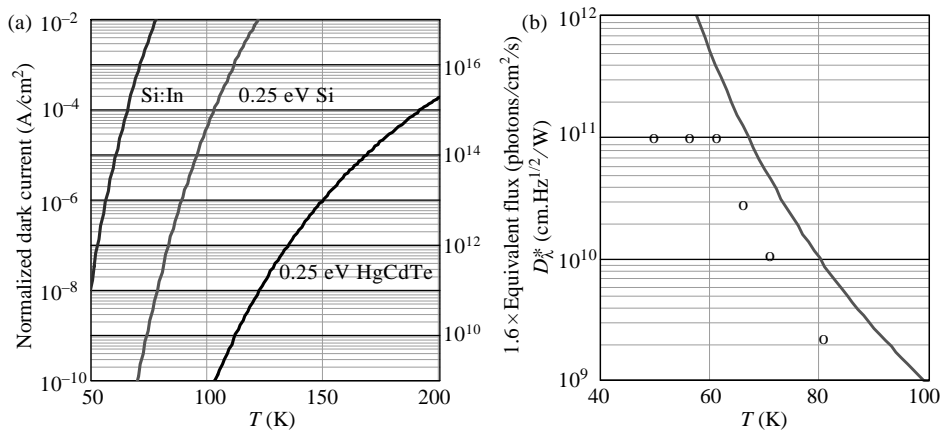 (a)
Normalized dark current (A/cm²)
10⁻²
10⁻⁴
10⁻⁶
10⁻⁸
10⁻¹⁰
Si:In
0.25 eV Si
0.25 eV HgCdTe
10¹⁶
10¹⁴
10¹²
10¹⁰
1.6×Equivalent flux (photons/cm²/s)
50
100
150
200
T (K)
(b)
D*λ (cm.Hz^1/2/W)
10¹²
10¹¹
10¹⁰
10⁹
40
60
80
100
T (K)